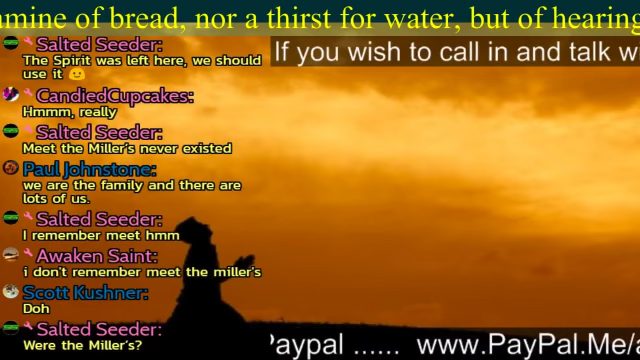 amine of bread, nor a thirst for water, but of hearing
If you wish to call in and talk w
Salted Seeder:
The Spirit was left here, we should
use it 🙂
CandiedCupcakes:
Hmmm, really
Salted Seeder:
Meet the Miller's never existed
Paul Johnstone:
we are the family and there are
lots of us.
Salted Seeder:
I remember meet hmm
Awaken Saint:
i don't remember meet the miller's
Scott Kushner:
Doh
Salted Seeder:
Were the Miller's?
Paypal ...... www.PayPal.Me/a